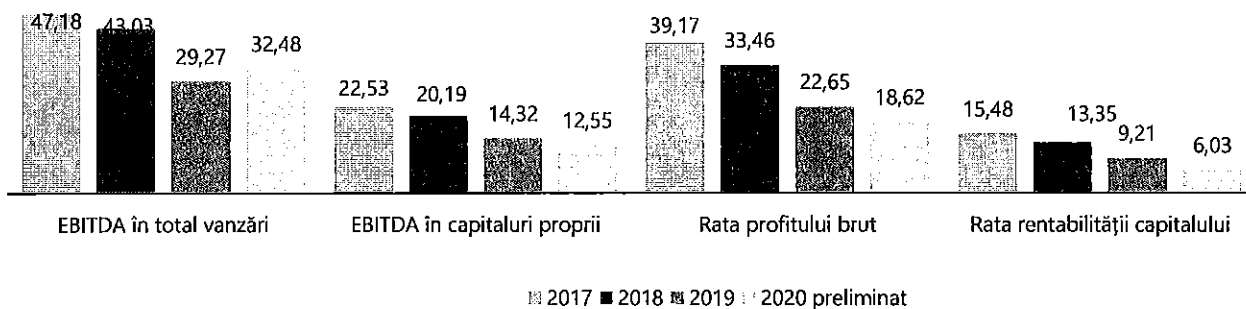 47,18 43,03 29,27 32,48
22,53 20,19 14,32 12,55
39,17 33,46 22,65 18,62
15,48 13,35 9,21 6,03
EBITDA în total vanzări
EBITDA în capitaluri proprii
Rata profitului brut
Rata rentabilității capitalului
2017 2018 2019 2020 preliminat